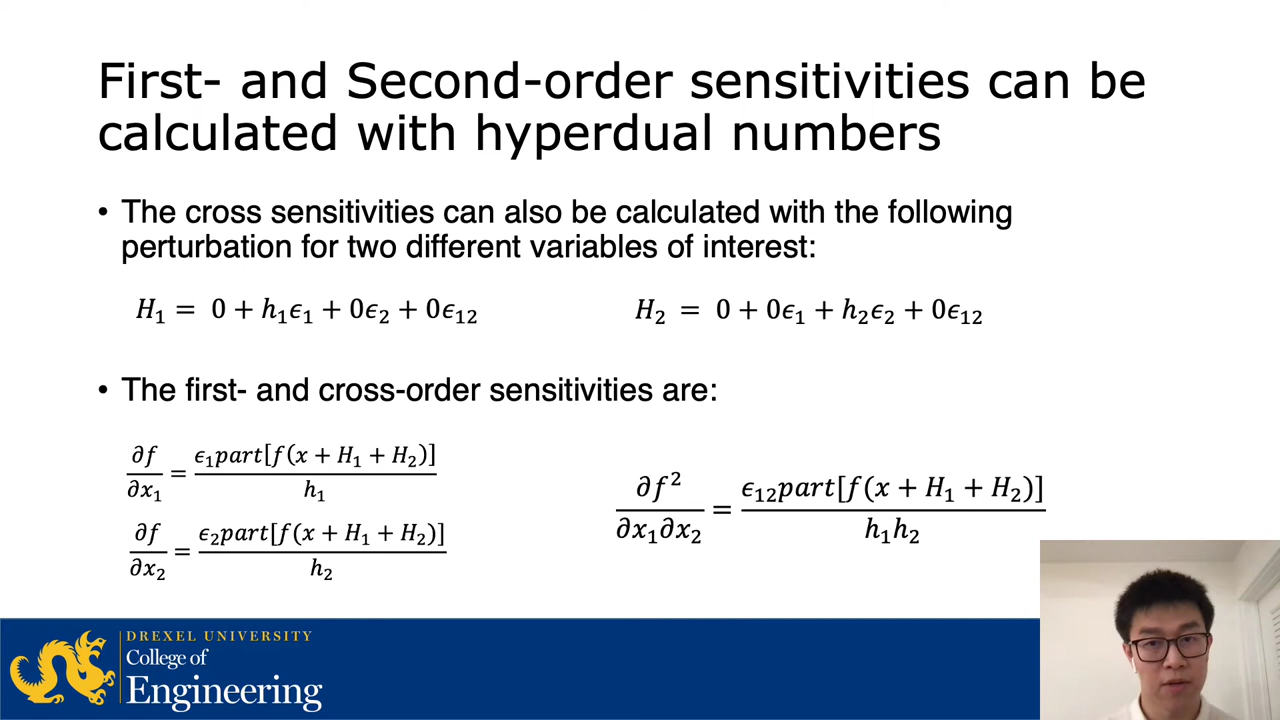 First- and Second-order sensitivities can be
calculated with hyperdual numbers
• The cross sensitivities can also be calculated with the following
perturbation for two different variables of interest:
H₁ = 0 + h₁ϵ₁ + 0ϵ₂ + 0ϵ₁₂
H₂ = 0 + 0ϵ₁ + h₂ϵ₂ + 0ϵ₁₂
• The first- and cross-order sensitivities are:
∂f/∂x₁ = ϵ₁part[f(x + H₁ + H₂)]/h₁
∂f/∂x₂ = ϵ₂part[f(x + H₁ + H₂)]/h₂
∂f²/∂x₁∂x₂ = ϵ₁₂part[f(x + H₁ + H₂)]/h₁h₂
DREXEL UNIVERSITY
College of
Engineering